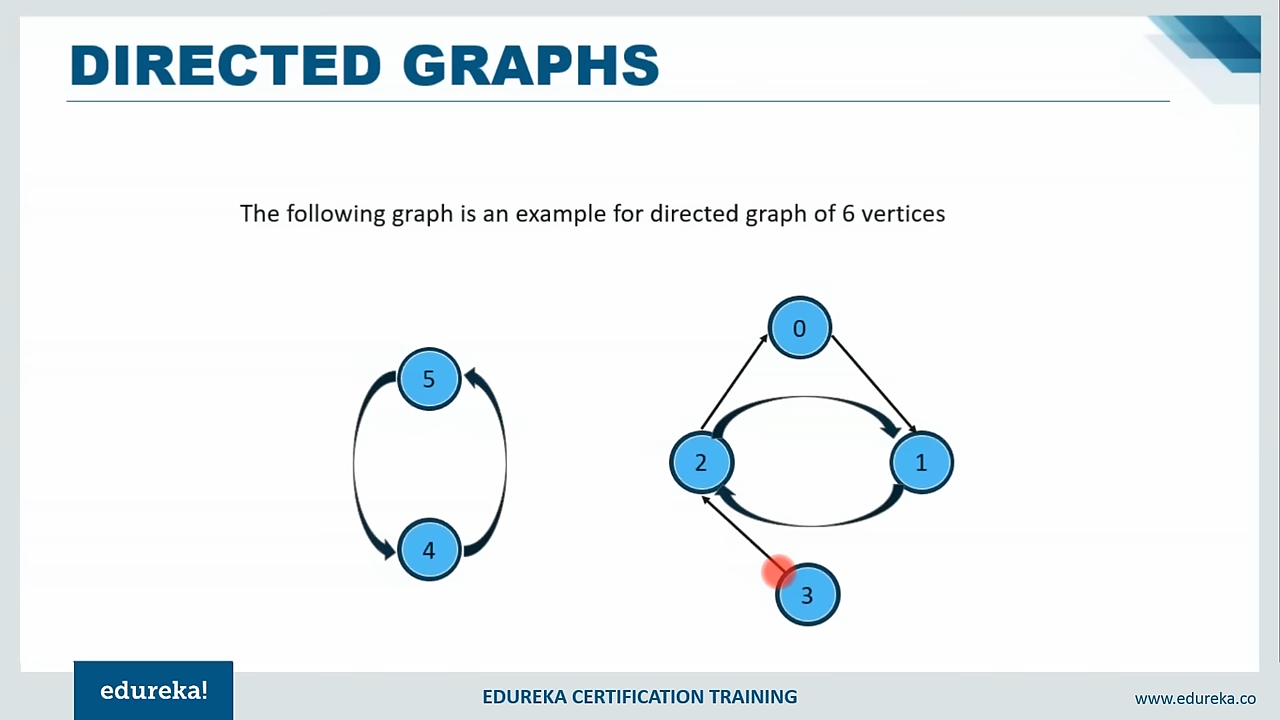 DIRECTED GRAPHS
The following graph is an example for directed graph of 6 vertices
0
5
2
1
4
3
edureka!
EDUREKA CERTIFICATION TRAINING
www.edureka.co